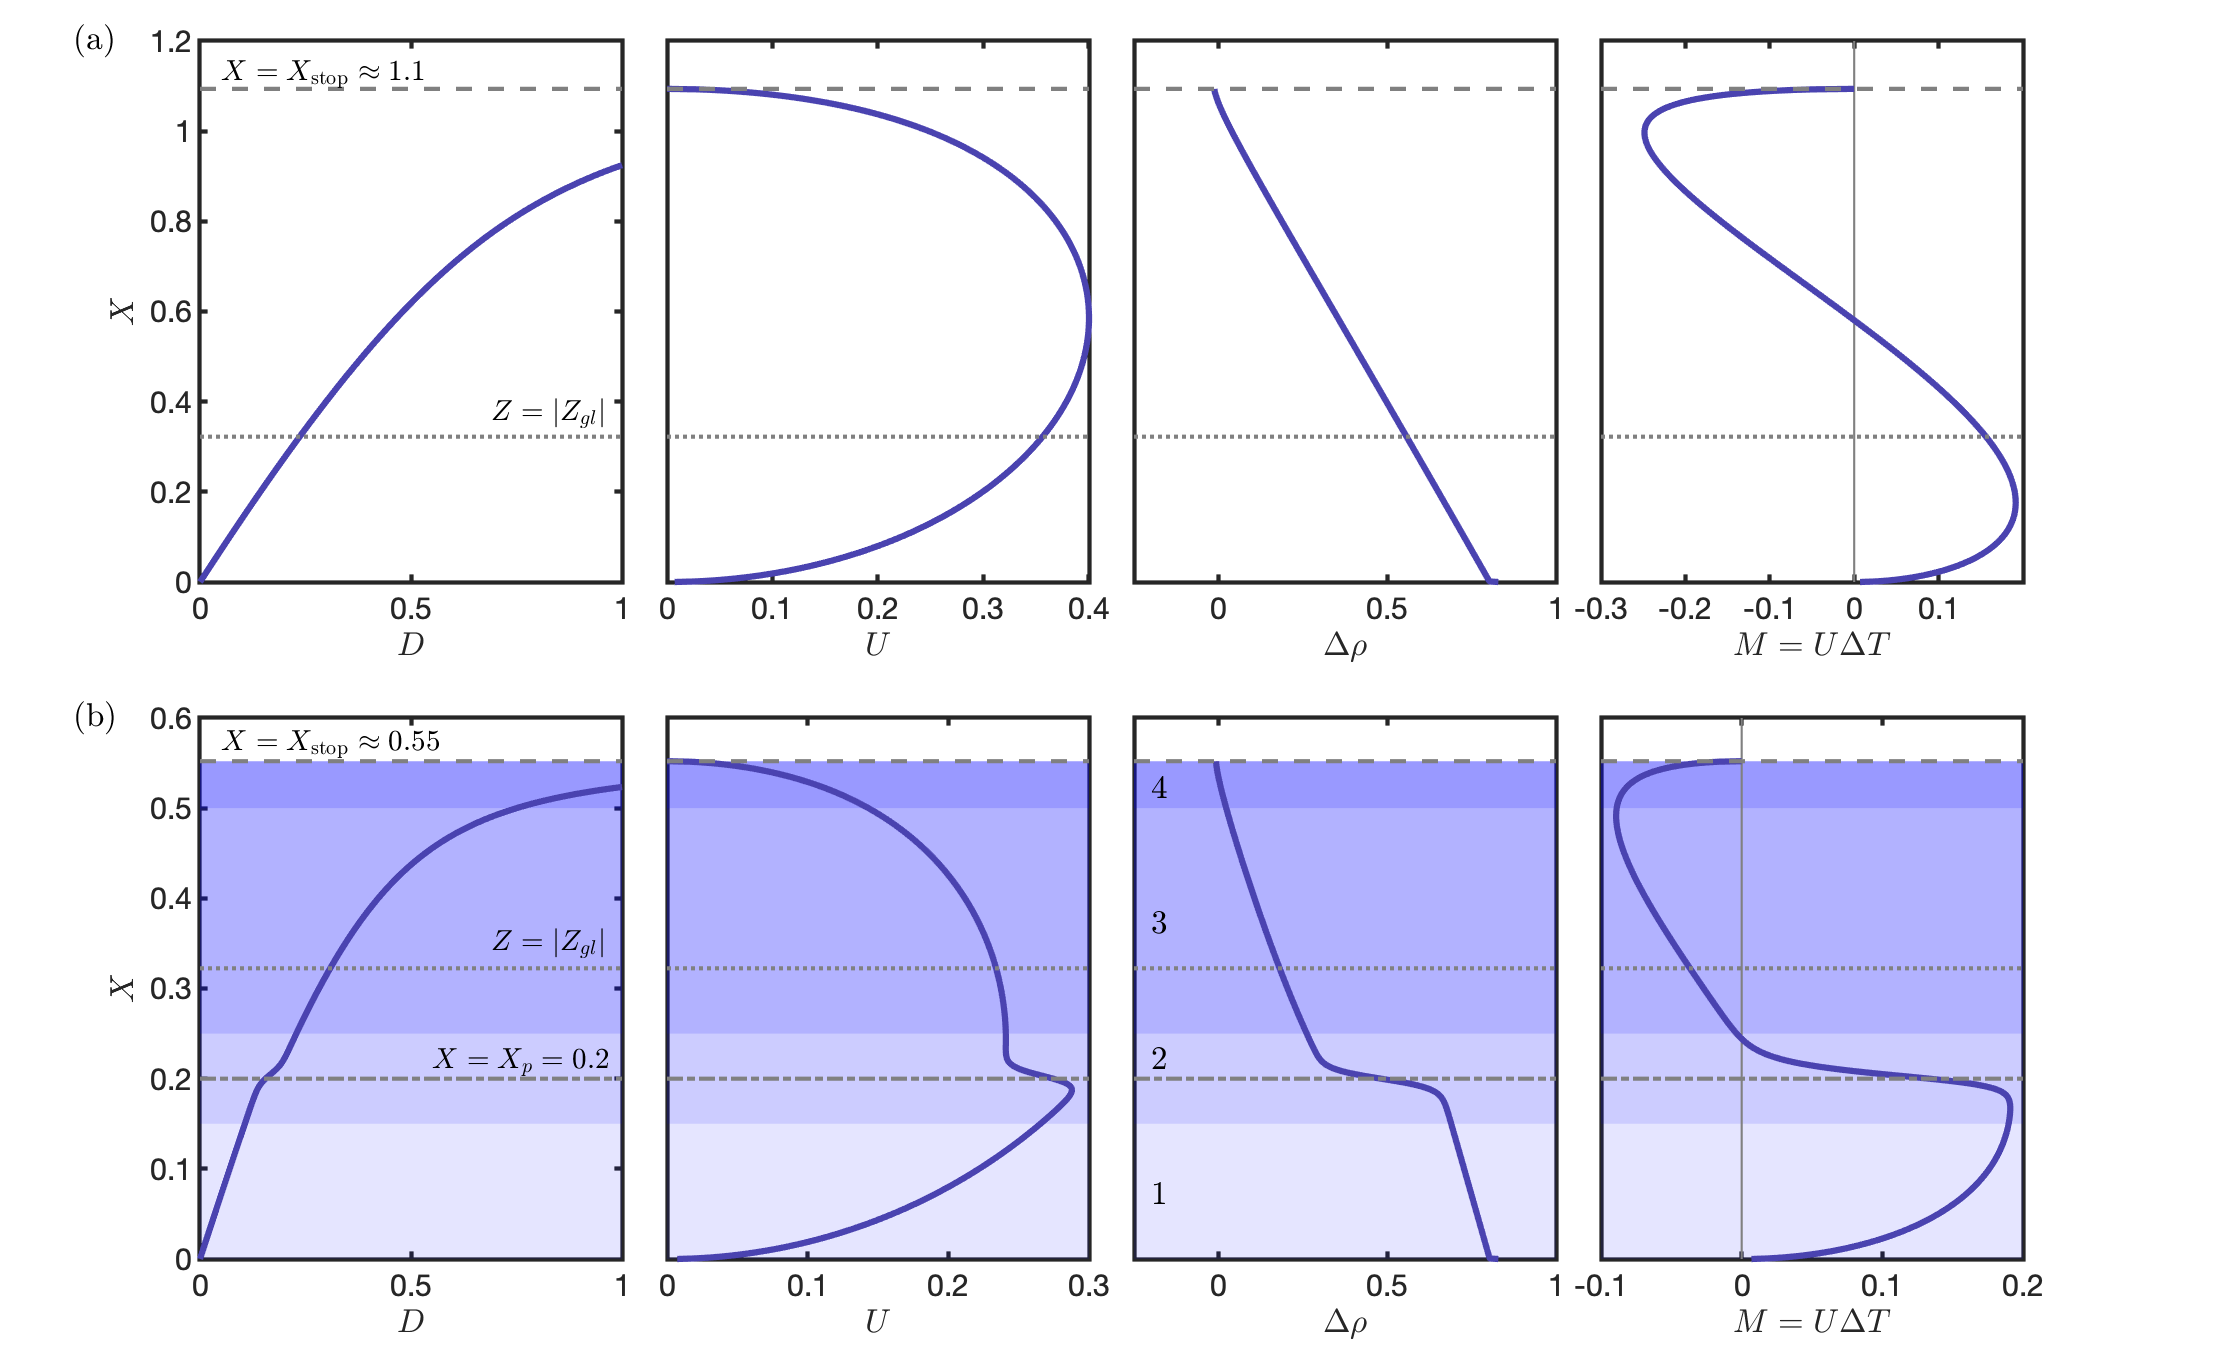 (a)
1.2
1
0.8
0.6
0.4
0.2
0
X
X = X_stop ≈ 1.1
Z = |Z_gl|
0 0.5 1
D
0 0.1 0.2 0.3 0.4
U
0 0.5 1
Δρ
-0.3 -0.2 -0.1 0 0.1
M = UΔT
(b)
0.6
0.5
0.4
0.3
0.2
0.1
0
X
X = X_stop ≈ 0.55
Z = |Z_gl|
X = X_p = 0.2
0 0.5 1
D
0 0.1 0.2 0.3
U
4
3
2
1
0 0.5 1
Δρ
-0.1 0 0.1 0.2
M = UΔT